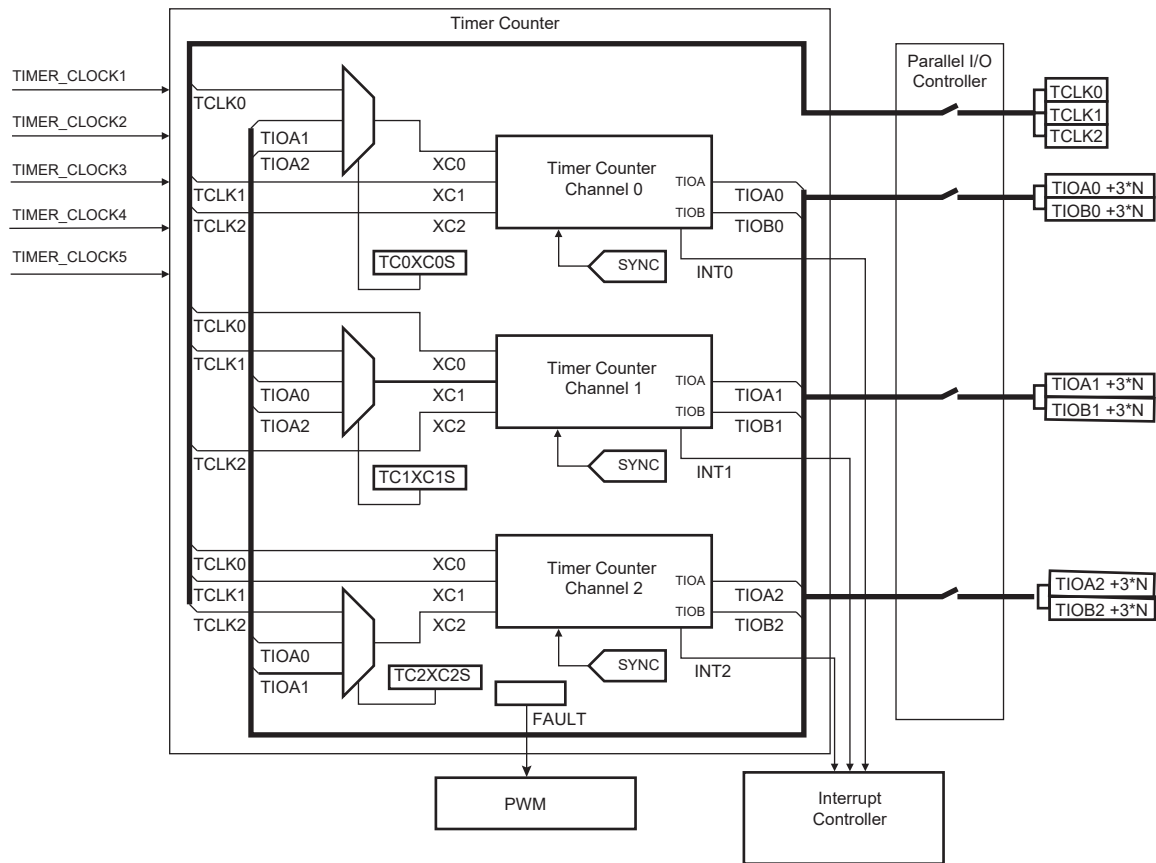 Timer Counter
Parallel I/O
Controller
TIMER_CLOCK1
TIMER_CLOCK2
TIMER_CLOCK3
TIMER_CLOCK4
TIMER_CLOCK5
TCLK0
TIOA1
TIOA2
TCLK1
TCLK2
XC0
XC1
XC2
Timer Counter
Channel 0
TIOA
TIOB
TIOA0
TIOB0
TC0XC0S
SYNC
INT0
TCLK0
TCLK1
TCLK2
TIOA0 +3*N
TIOB0 +3*N
TCLK0
TCLK1
TIOA0
TIOA2
TCLK2
XC0
XC1
XC2
Timer Counter
Channel 1
TIOA
TIOB
TIOA1
TIOB1
TC1XC1S
SYNC
INT1
TIOA1 +3*N
TIOB1 +3*N
TCLK0
TCLK1
TCLK2
TIOA0
TIOA1
XC0
XC1
XC2
Timer Counter
Channel 2
TIOA
TIOB
TIOA2
TIOB2
TC2XC2S
SYNC
INT2
TIOA2 +3*N
TIOB2 +3*N
FAULT
PWM
Interrupt
Controller